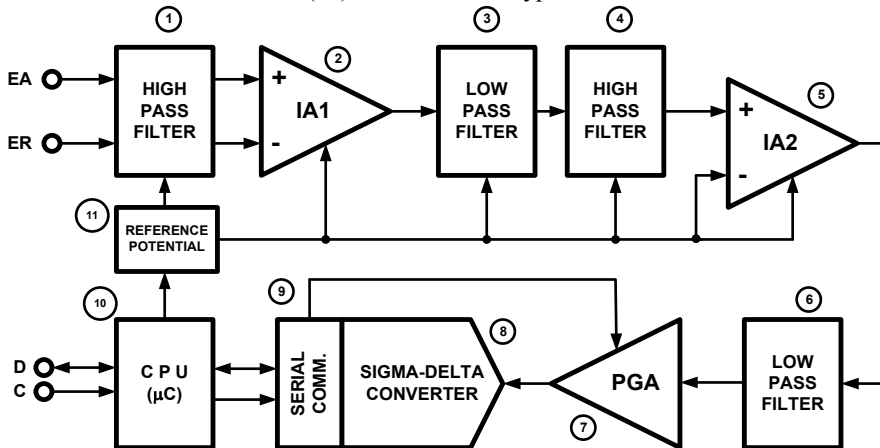 1
2
3
4
5
EA
ER
HIGH
PASS
FILTER
+
-
IA1
LOW
PASS
FILTER
HIGH
PASS
FILTER
+
-
IA2
11
REFERENCE
POTENTIAL
10
9
8
7
6
D
C
C P U
(μC)
SERIAL
COMM.
SIGMA-DELTA
CONVERTER
PGA
LOW
PASS
FILTER